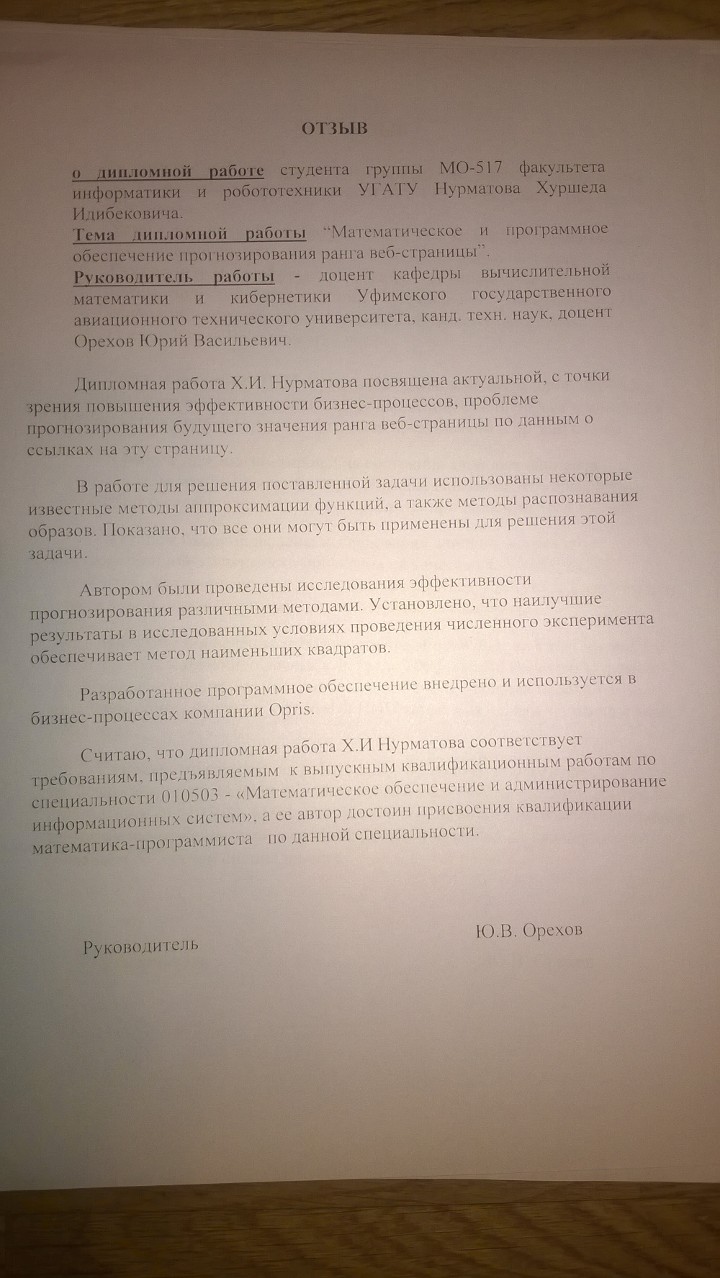 ОТЗЫВ
о дипломной работе студента группы МО-517 факультета
информатики и робототехники УГАТУ Нурматова Хуршеда
Идибековича.
Тема дипломной работы “Математическое и программное
обеспечение прогнозирования ранга веб-страницы”.
Руководитель работы - доцент кафедры вычислительной
математики и кибернетики Уфимского государственного
авиационного технического университета, канд. техн. наук, доцент
Орехов Юрий Васильевич.
Дипломная работа Х.И. Нурматова посвящена актуальной, с точки
зрения повышения эффективности бизнес-процессов, проблеме
прогнозирования будущего значения ранга веб-страницы по данным о
ссылках на эту страницу.
В работе для решения поставленной задачи использованы некоторые
известные методы аппроксимации функций, а также методы распознавания
образов. Показано, что все они могут быть применены для решения этой
задачи.
Автором были проведены исследования эффективности
прогнозирования различными методами. Установлено, что наилучшие
результаты в исследованных условиях проведения численного эксперимента
обеспечивает метод наименьших квадратов.
Разработанное программное обеспечение внедрено и используется в
бизнес-процессах компании Opris.
Считаю, что дипломная работа Х.И Нурматова соответствует
требованиям, предъявляемым к выпускным квалификационным работам по
специальности 010503 - «Математическое обеспечение и администрирование
информационных систем», а ее автор достоин присвоения квалификации
математика-программиста по данной специальности.
Руководитель Ю.В. Орехов